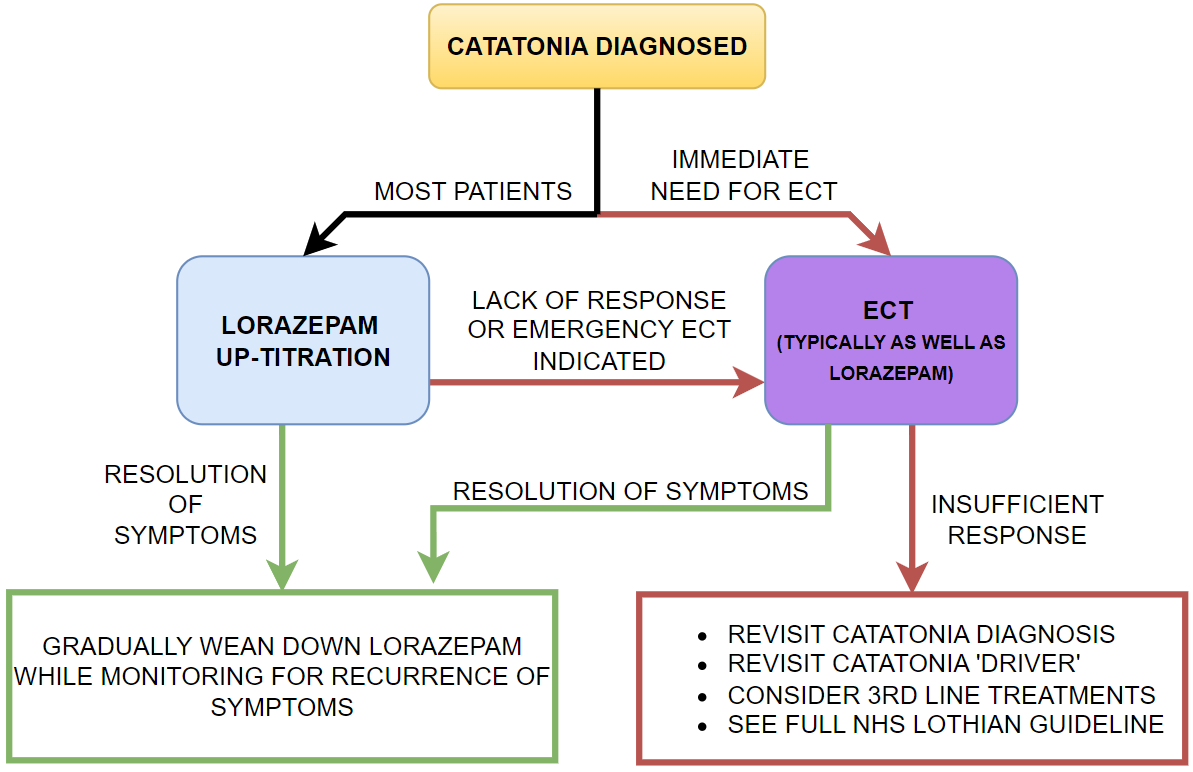 CATATONIA DIAGNOSED
MOST PATIENTS
IMMEDIATE
NEED FOR ECT
LORAZEPAM
UP-TITRATION
LACK OF RESPONSE
OR EMERGENCY ECT
INDICATED
ECT
(TYPICALLY AS WELL AS
LORAZEPAM)
RESOLUTION
OF
SYMPTOMS
RESOLUTION OF SYMPTOMS
INSUFFICIENT
RESPONSE
GRADUALLY WEAN DOWN LORAZEPAM
WHILE MONITORING FOR RECURRENCE OF
SYMPTOMS
• REVISIT CATATONIA DIAGNOSIS
• REVISIT CATATONIA 'DRIVER'
• CONSIDER 3RD LINE TREATMENTS
• SEE FULL NHS LOTHIAN GUIDELINE